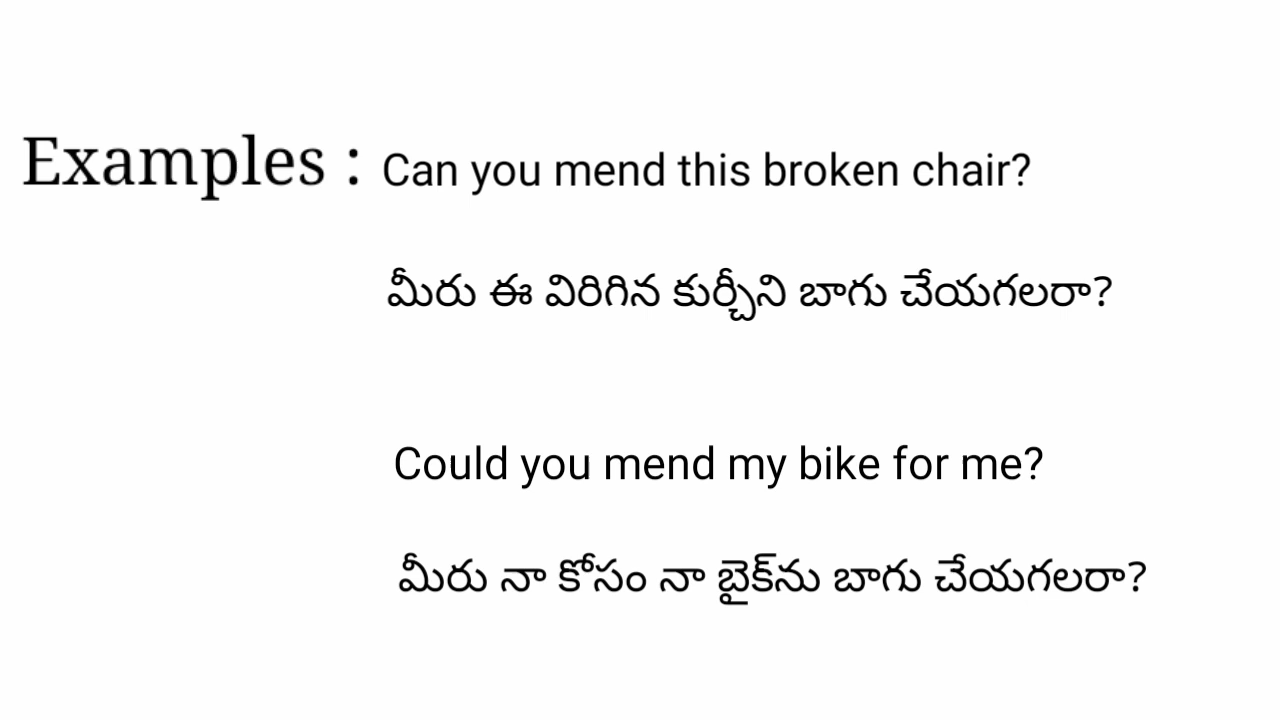 Examples : Can you mend this broken chair?
మీరు ఈ విరిగిన కుర్చీని బాగు చేయగలరా?
Could you mend my bike for me?
మీరు నా కోసం నా బైక్‌ను బాగు చేయగలరా?